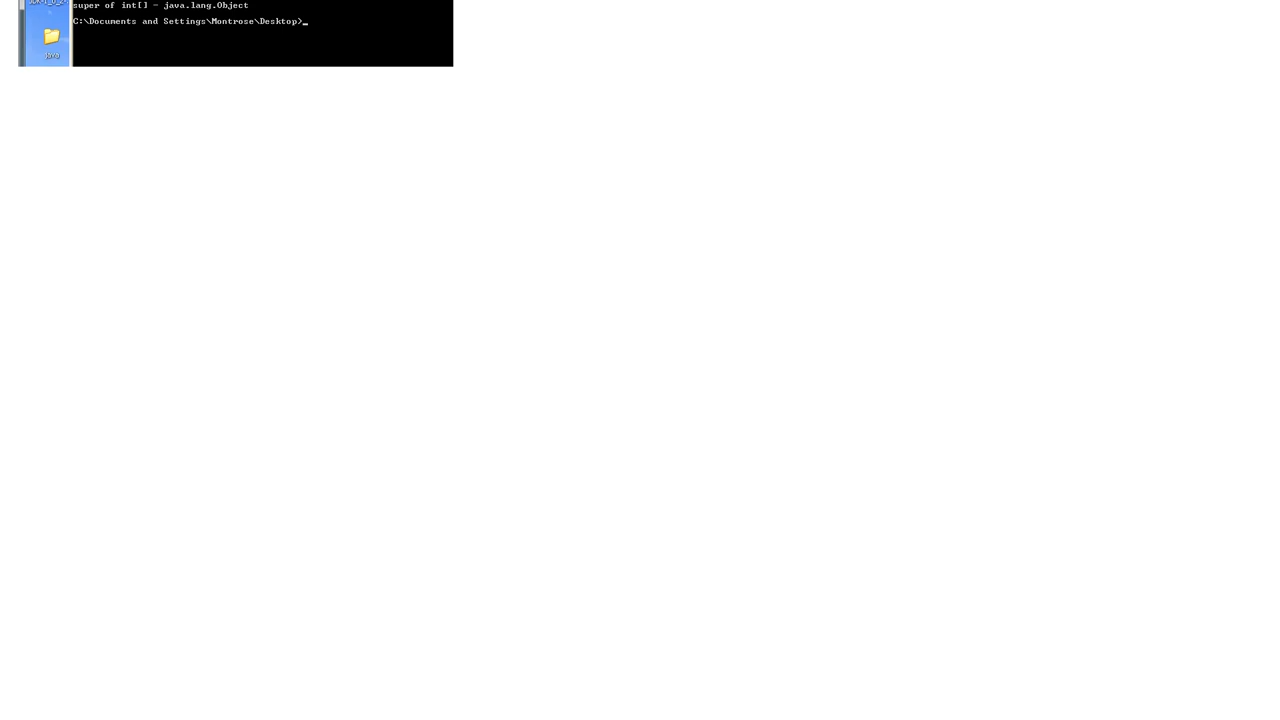 super of int[] - java.lang.Object
C:\Documents and Settings\Montrose\Desktop>_
java